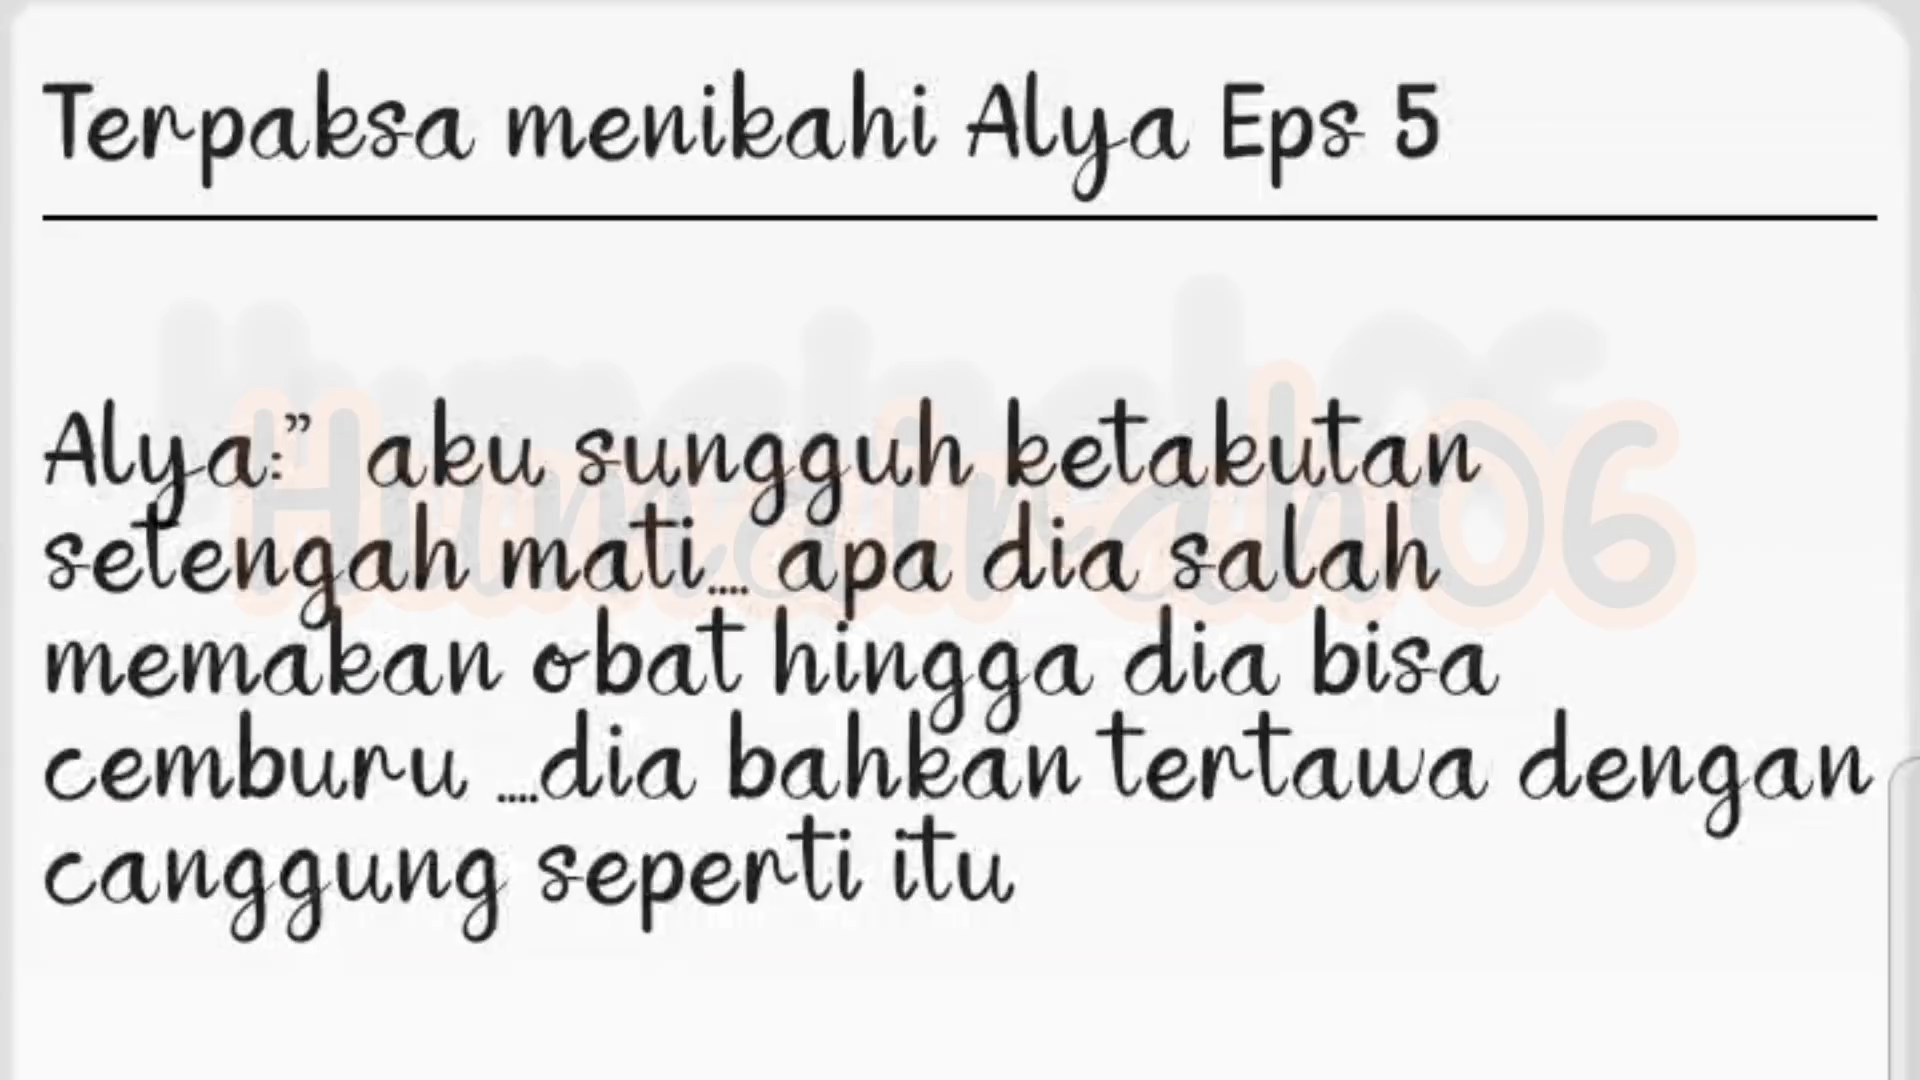 Terpaksa menikahi Alya Eps 5
Alya:” aku sungguh ketakutan
setengah mati.... apa dia salah
memakan obat hingga dia bisa
cemburu ....dia bahkan tertawa dengan
canggung seperti itu